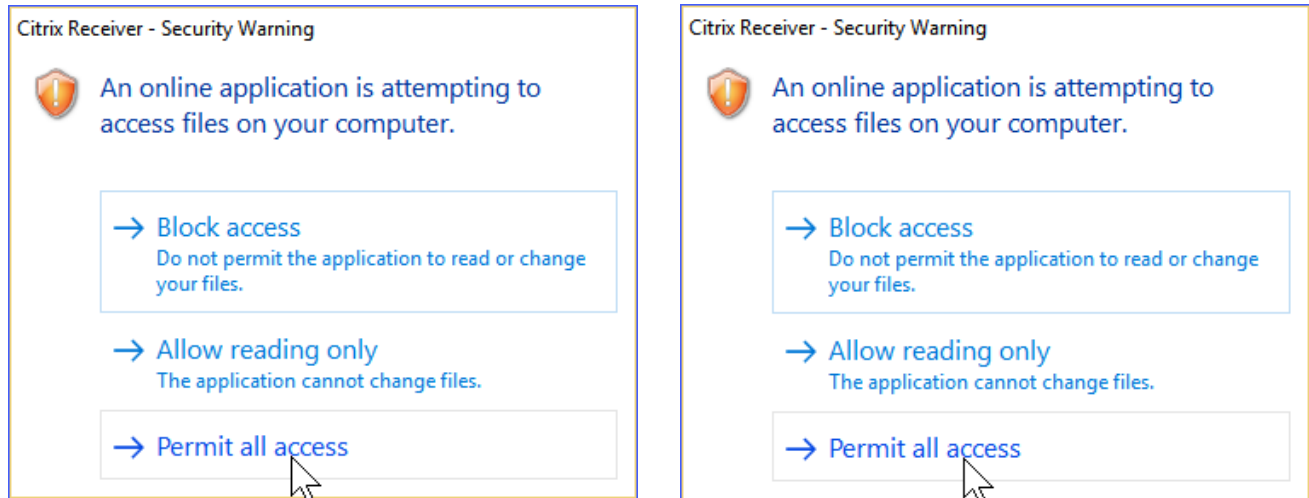 Citrix Receiver - Security Warning
An online application is attempting to
access files on your computer.
Block access
Do not permit the application to read or change
your files.
Allow reading only
The application cannot change files.
Permit all access
Citrix Receiver - Security Warning
An online application is attempting to
access files on your computer.
Block access
Do not permit the application to read or change
your files.
Allow reading only
The application cannot change files.
Permit all access